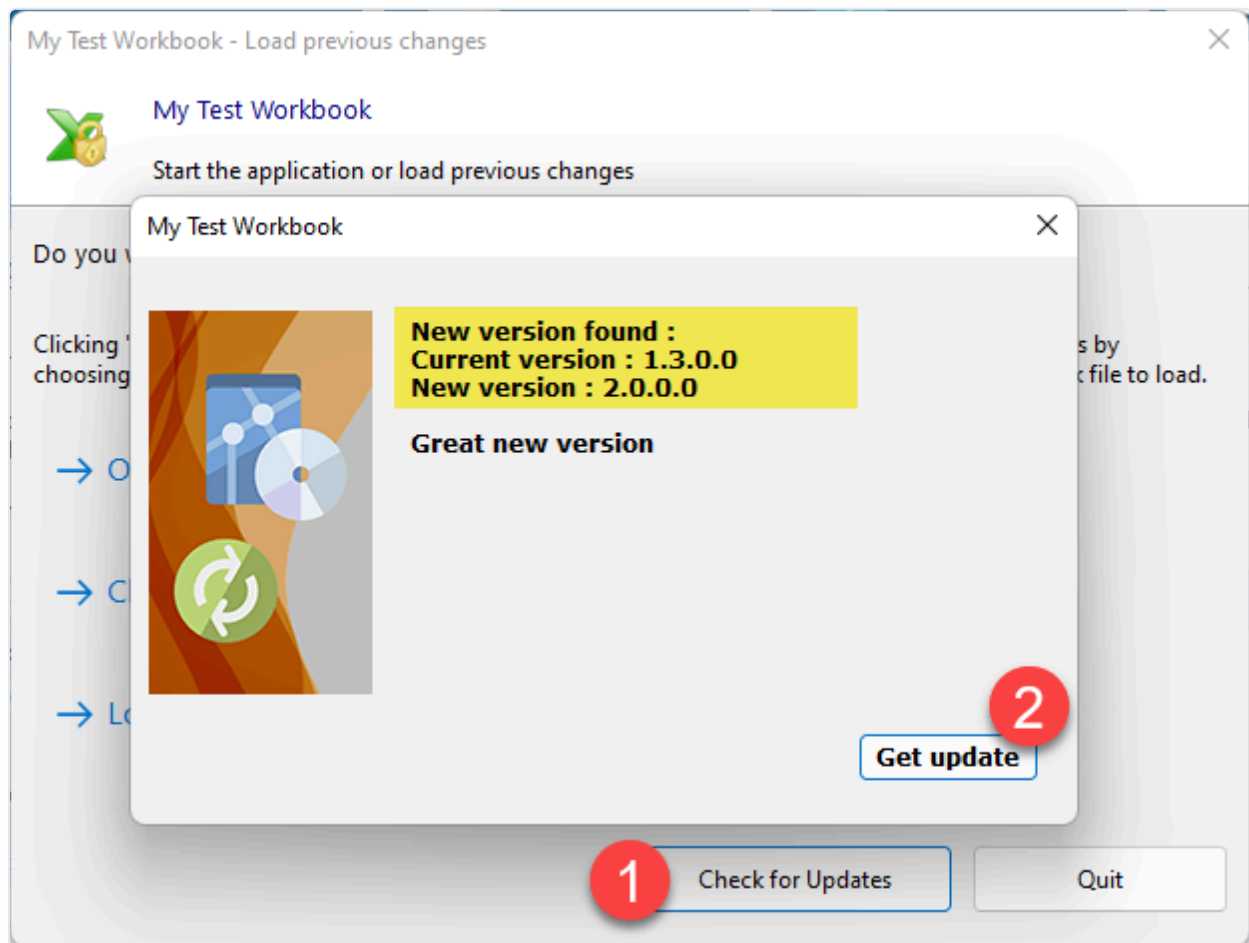 My Test Workbook - Load previous changes
My Test Workbook
Start the application or load previous changes
My Test Workbook
Do you
New version found :
Current version : 1.3.0.0
New version : 2.0.0.0
Clicking '
s by
choosing
file to load.
Great new version
2
Get update
1
Check for Updates
Quit